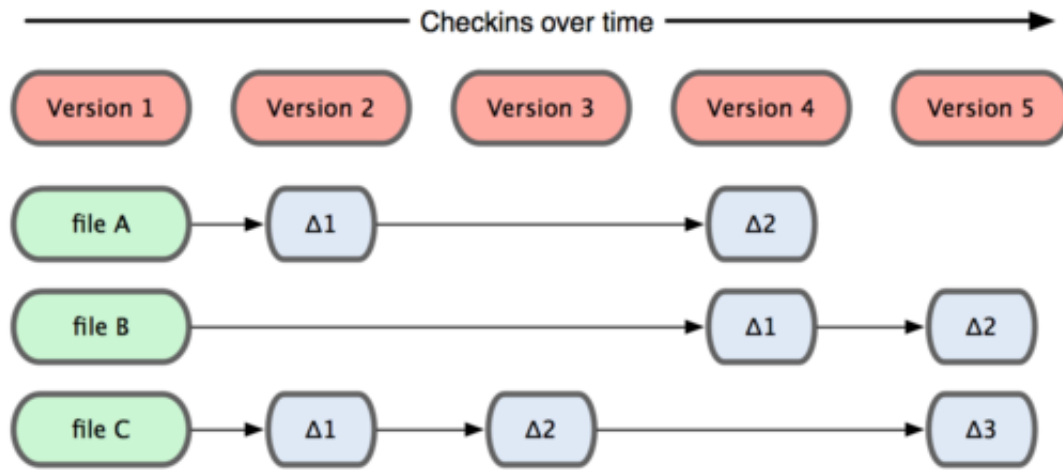 Checkins over time
Version 1 Version 2 Version 3 Version 4 Version 5
file A Δ1 Δ2
file B Δ1 Δ2
file C Δ1 Δ2 Δ3